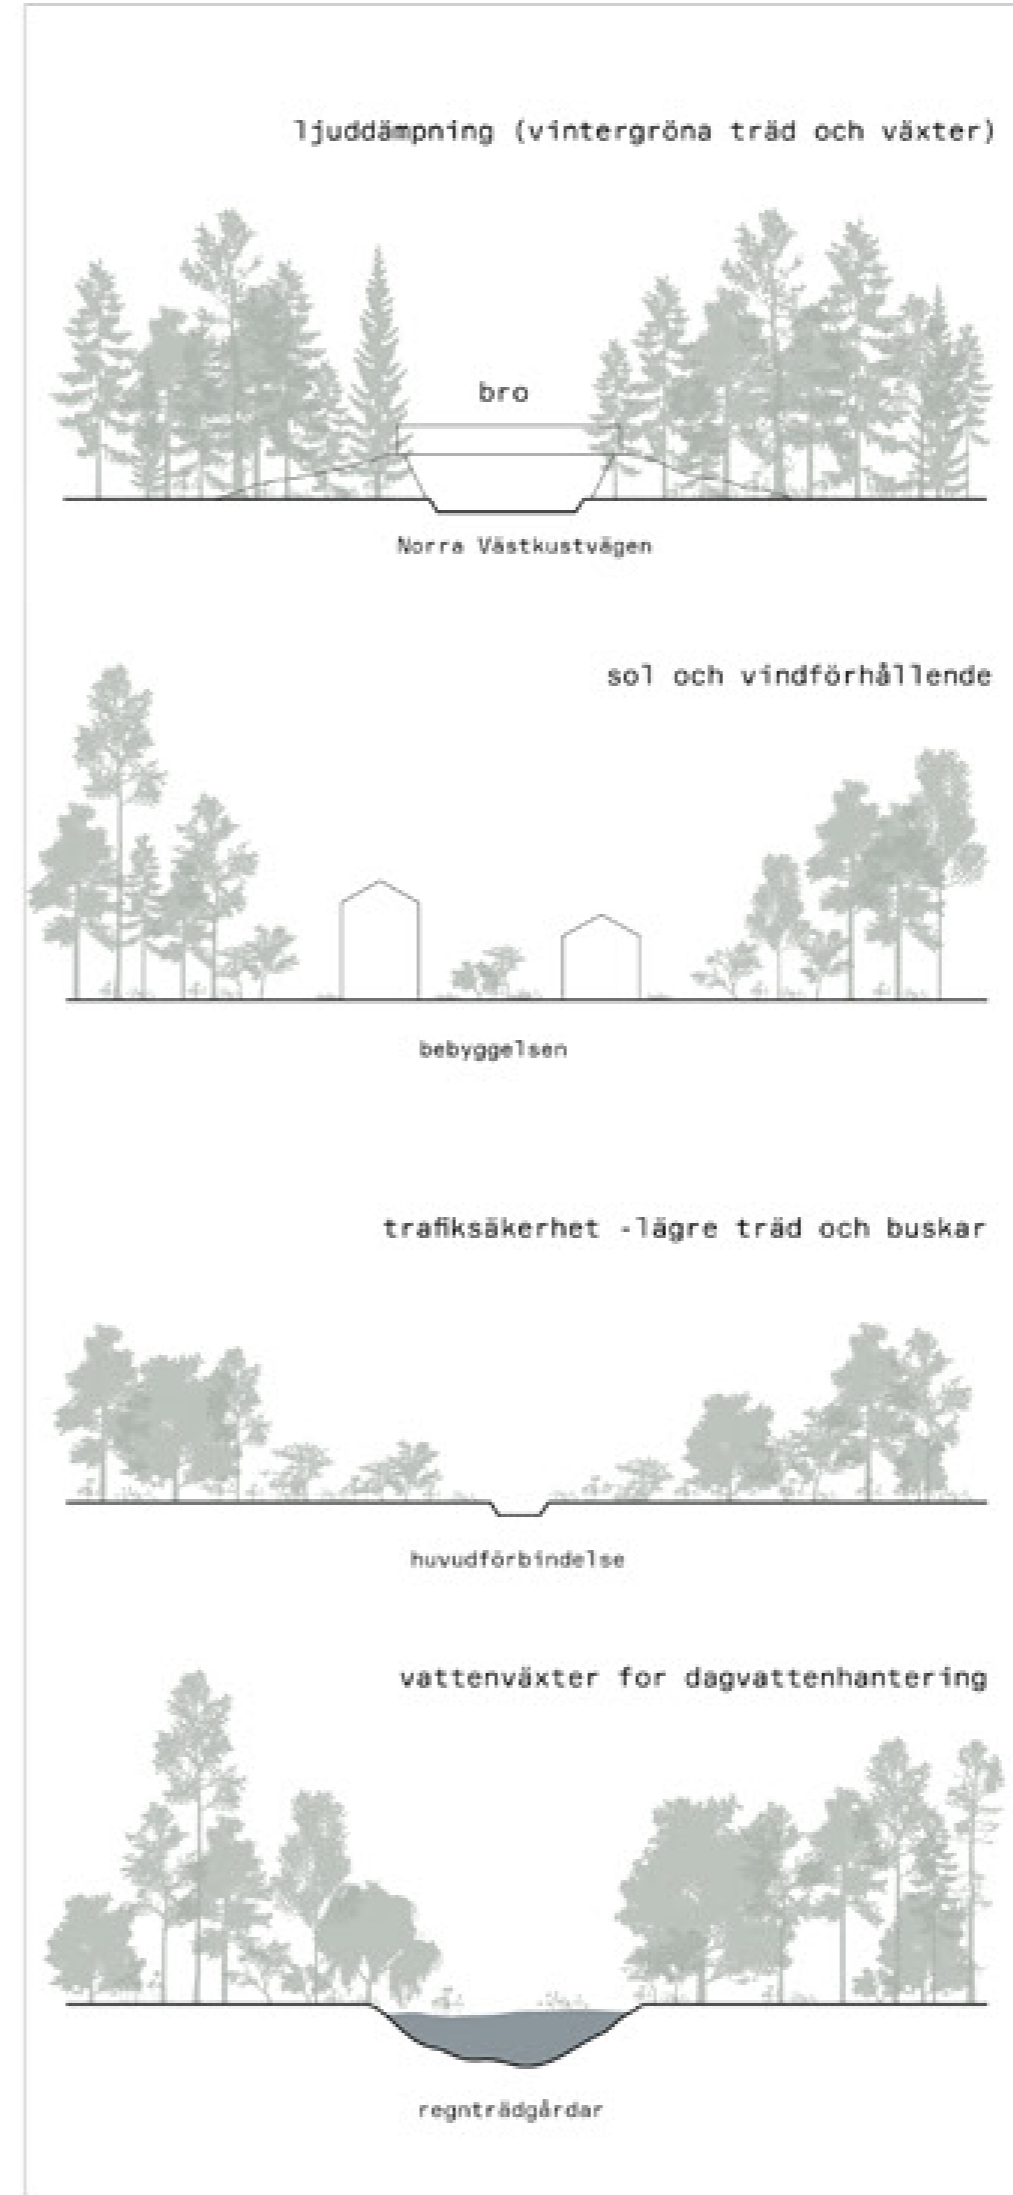 ljuddämpning (vintergröna träd och växter)
bro
Norra Västkustvägen
sol och vindförhållende
bebyggelsen
trafiksäkerhet -lägre träd och buskar
huvudförbindelse
vattenväxter for dagvattenhantering
regnträdgårdar